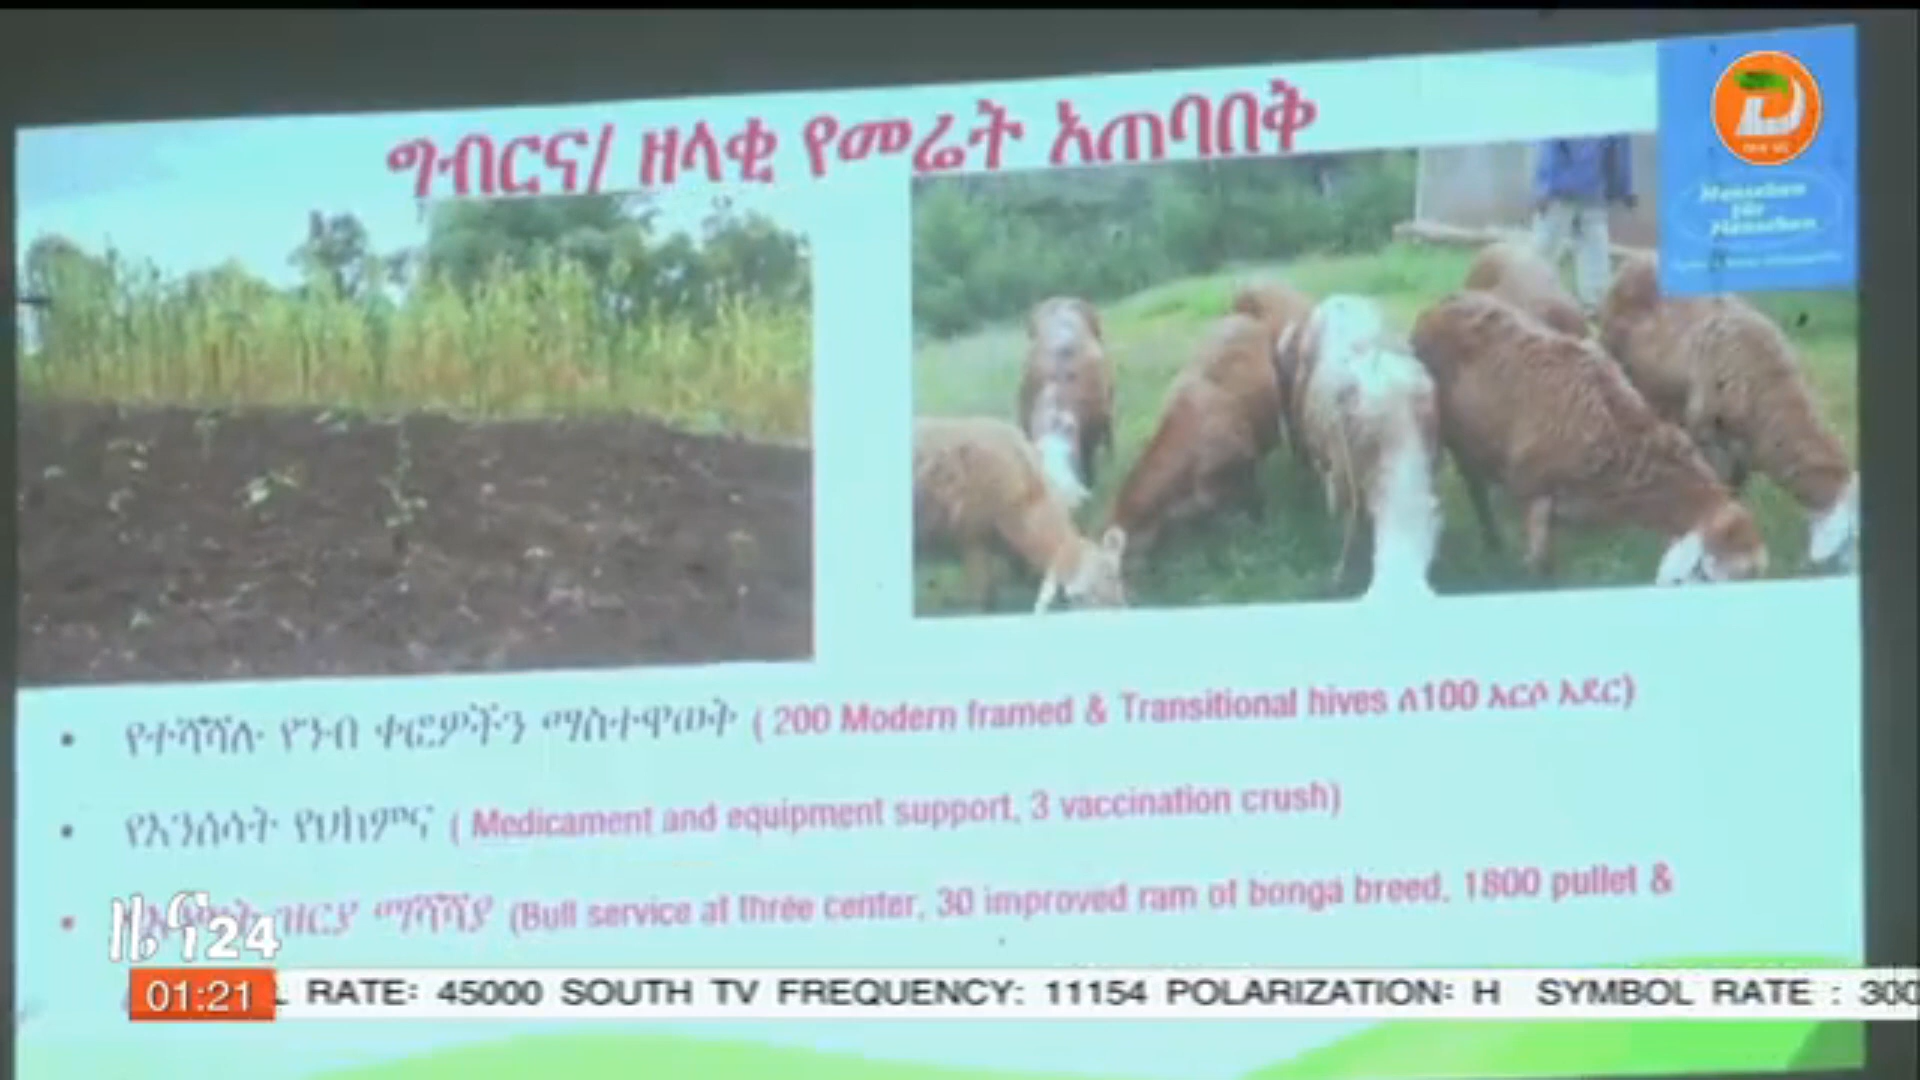 ግብርና/ ዘላቂ የመሬት አጠባበቅ
Menschen
für
Menschen
• የተሻሻሉ የንብ ቀፎዎችን ማስተዋወቅ ( 200 Modern framed & Transitional hives ለ100 አርሶ አደር)
• የእንስሳት የህክምና ( Medicament and equipment support, 3 vaccination crush)
• ዝርያ ማሻሻያ (Bull service at three center, 30 improved ram of bonga breed, 1800 pullet &
ዜና24
01:21 L RATE: 45000 SOUTH TV FREQUENCY: 11154 POLARIZATION: H SYMBOL RATE : 300